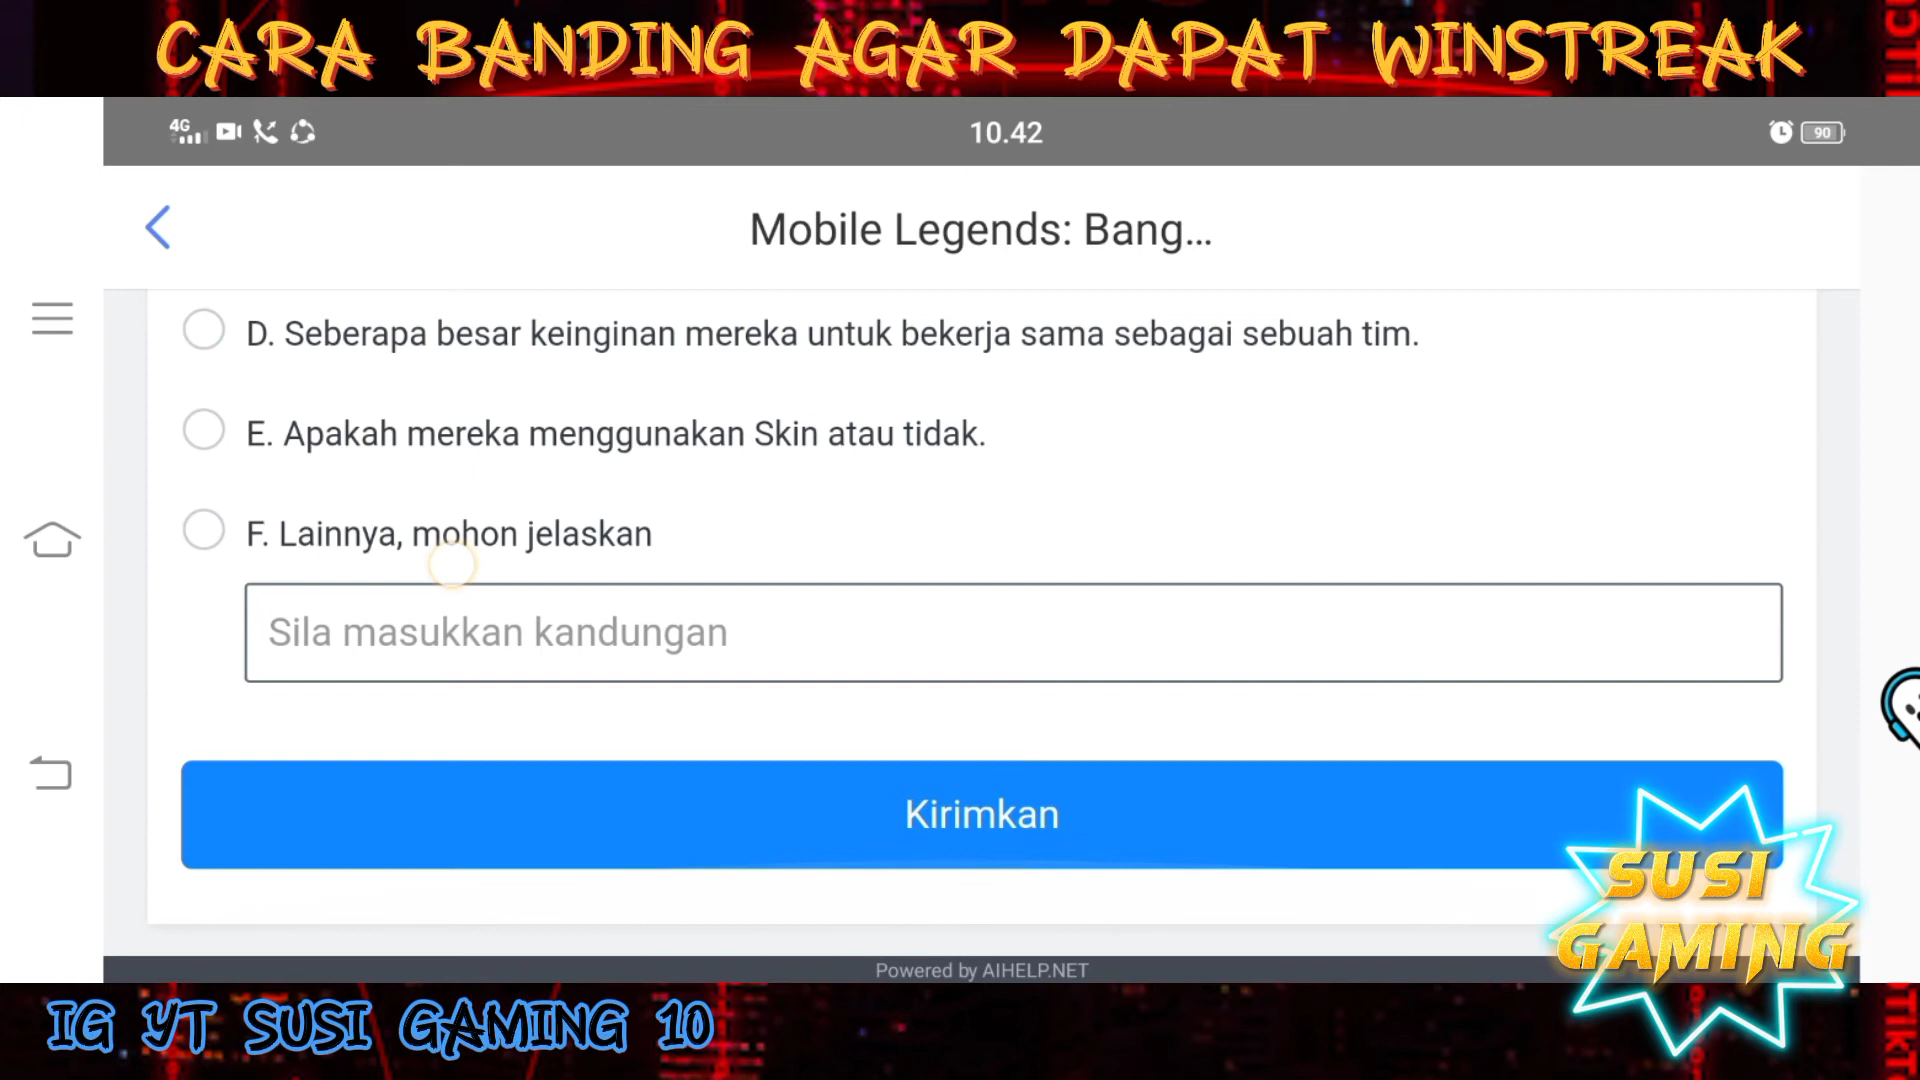 CARA BANDING AGAR DAPAT WINSTREAK
4G
10.42
90
Mobile Legends: Bang...
D. Seberapa besar keinginan mereka untuk bekerja sama sebagai sebuah tim.
E. Apakah mereka menggunakan Skin atau tidak.
F. Lainnya, mohon jelaskan
Sila masukkan kandungan
Kirimkan
SUSI
GAMING
Powered by AIHELP.NET
IG YT SUSI GAMING 10